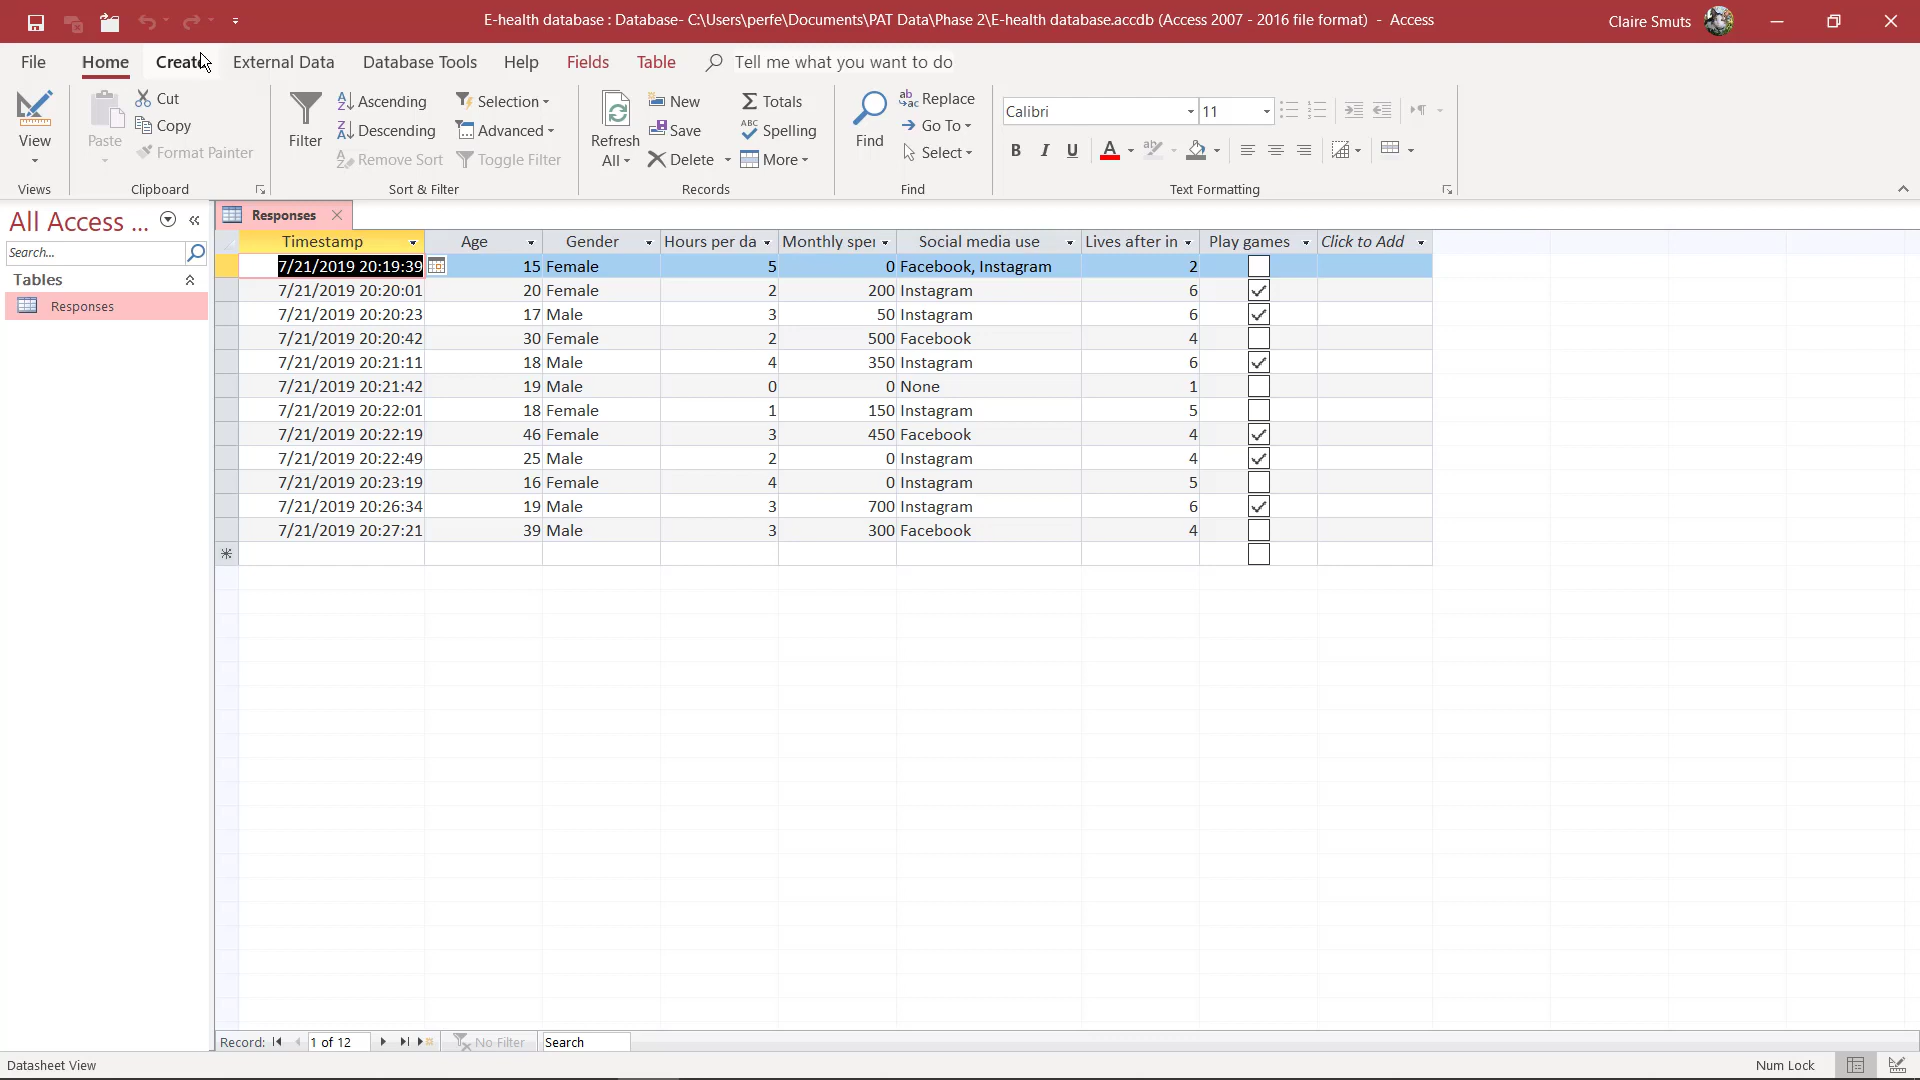 E-health database : Database- C:\Users\perfe\Documents\PAT Data\Phase 2\E-health database.accdb (Access 2007 - 2016 file format) - Access
Claire Smuts
File Home Create External Data Database Tools Help Fields Table Tell me what you want to do
View
Views
Paste
Cut
Copy
Format Painter
Clipboard
Filter
Ascending
Descending
Remove Sort
Selection
Advanced
Toggle Filter
Sort & Filter
Refresh
All
New
Save
Delete
Totals
Spelling
More
Records
Find
Replace
Go To
Select
Find
Calibri 11
B I U
Text Formatting
All Access ...
Search...
Tables
Responses
Responses
Timestamp Age Gender Hours per da Monthly spen Social media use Lives after in Play games Click to Add
7/21/2019 20:19:39 15 Female 5 0 Facebook, Instagram 2
7/21/2019 20:20:01 20 Female 2 200 Instagram 6
7/21/2019 20:20:23 17 Male 3 50 Instagram 6
7/21/2019 20:20:42 30 Female 2 500 Facebook 4
7/21/2019 20:21:11 18 Male 4 350 Instagram 6
7/21/2019 20:21:42 19 Male 0 0 None 1
7/21/2019 20:22:01 18 Female 1 150 Instagram 5
7/21/2019 20:22:19 46 Female 3 450 Facebook 4
7/21/2019 20:22:49 25 Male 2 0 Instagram 4
7/21/2019 20:23:19 16 Female 4 0 Instagram 5
7/21/2019 20:26:34 19 Male 3 700 Instagram 6
7/21/2019 20:27:21 39 Male 3 300 Facebook 4
Record: 1 of 12 No Filter Search
Datasheet View
Num Lock